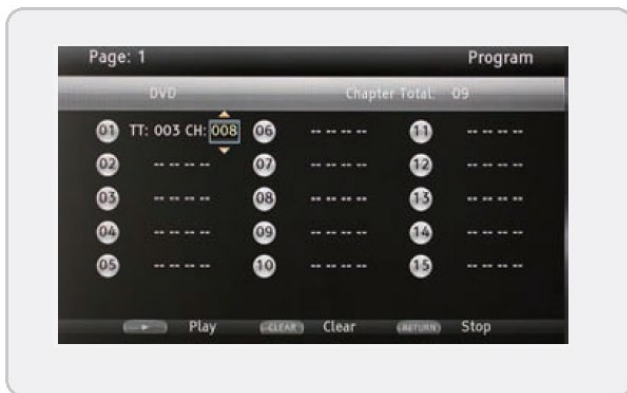 Page: 1 Program
DVD Chapter Total: 09
01 TT: 003 CH: 008 06 -- -- -- -- 11 -- -- -- --
02 -- -- -- -- 07 -- -- -- -- 12 -- -- -- --
03 -- -- -- -- 08 -- -- -- -- 13 -- -- -- --
04 -- -- -- -- 09 -- -- -- -- 14 -- -- -- --
05 -- -- -- -- 10 -- -- -- -- 15 -- -- -- --
Play CLEAR Clear RETURN Stop